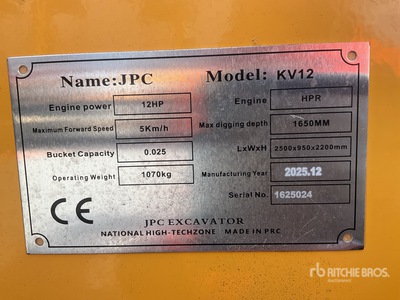 Name:JPC Model: KV12
Engine power 12HP Engine HPR
Maximum Forward Speed 5Km/h Max digging depth 1650MM
Bucket Capacity 0.025 LxWxH 2500x950x2200mm
Operating Weight 1070kg Manufacturing Year 2025.12
Serial No. 1625024
CE
JPC EXCAVATOR
NATIONAL HIGH-TECHZONE MADE IN PRC
rb RITCHIE BROS.